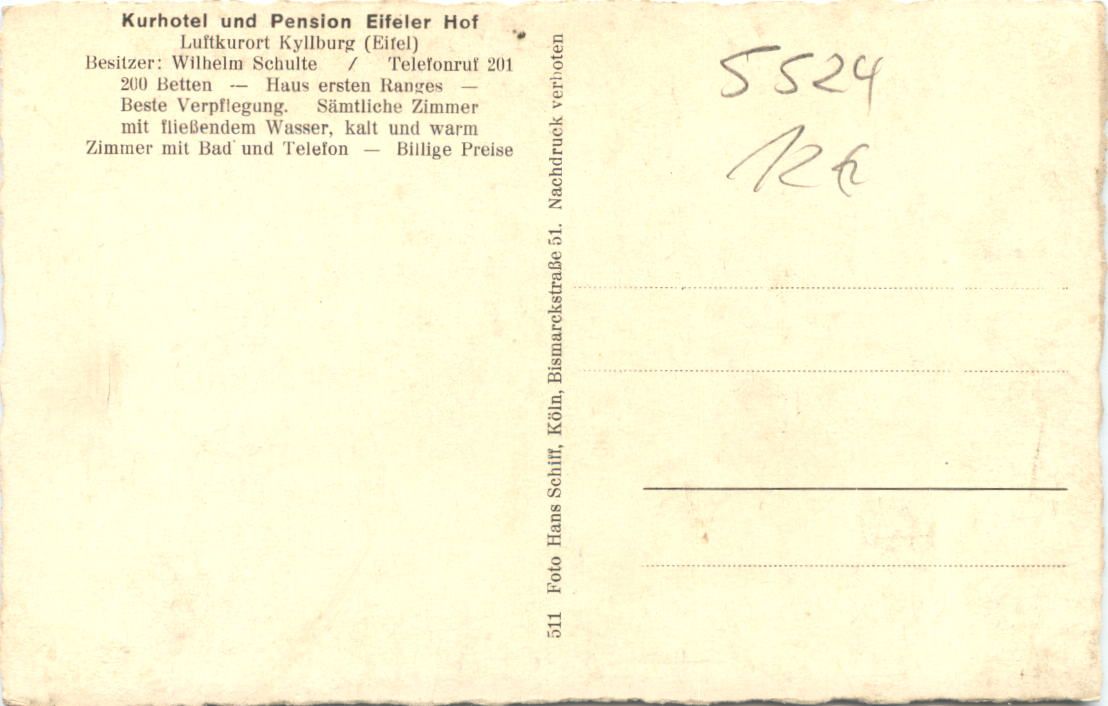 Kurhotel und Pension Eifeler Hof
Luftkurort Kyllburg (Eifel)
Besitzer: Wilhelm Schulte / Telefonruf 201
200 Betten — Haus ersten Ranges —
Beste Verpflegung. Sämtliche Zimmer
mit fließendem Wasser, kalt und warm
Zimmer mit Bad und Telefon — Billige Preise
511 Foto Hans Schiff, Köln, Bismarckstraße 51. Nachdruck verboten
5524
12€